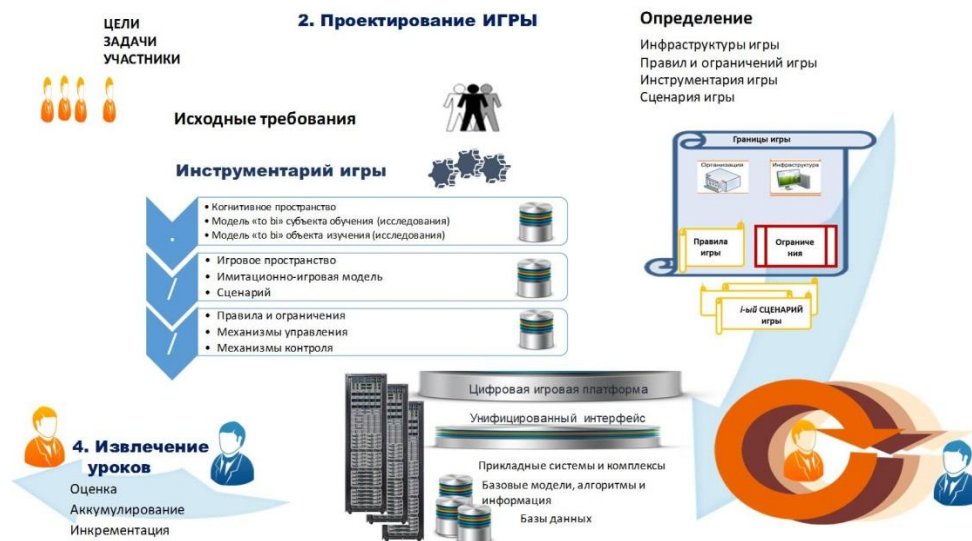 ЦЕЛИ
ЗАДАЧИ
УЧАСТНИКИ
2. Проектирование ИГРЫ
Определение
Инфраструктуры игры
Правил и ограничений игры
Инструментария игры
Сценария игры
Исходные требования
Инструментарий игры
• Когнитивное пространство
• Модель «to bi» субъекта обучения (исследования)
• Модель «to bi» объекта изучения (исследования)
• Игровое пространство
• Имитационно-игровая модель
• Сценарий
• Правила и ограничения
• Механизмы управления
• Механизмы контроля
Границы игры
Организация
Инфраструктура
Правила
игры
Ограниче
ния
i-ый СЦЕНАРИЙ
игры
Цифровая игровая платформа
Унифицированный интерфейс
Прикладные системы и комплексы
Базовые модели, алгоритмы и
информация
Базы данных
4. Извлечение
уроков
Оценка
Аккумулирование
Инкрементация